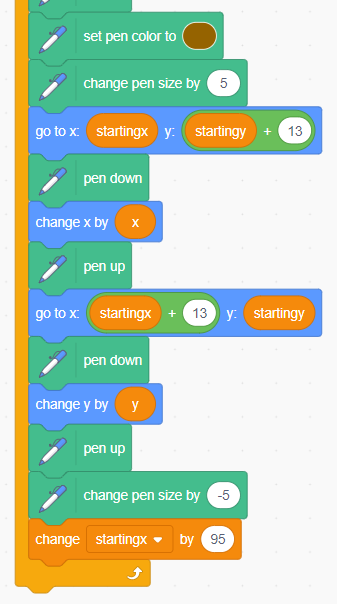 set pen color to
change pen size by 5
go to x: startingx y: startingy + 13
pen down
change x by x
pen up
go to x: startingx + 13 y: startingy
pen down
change y by y
pen up
change pen size by -5
change startingx by 95